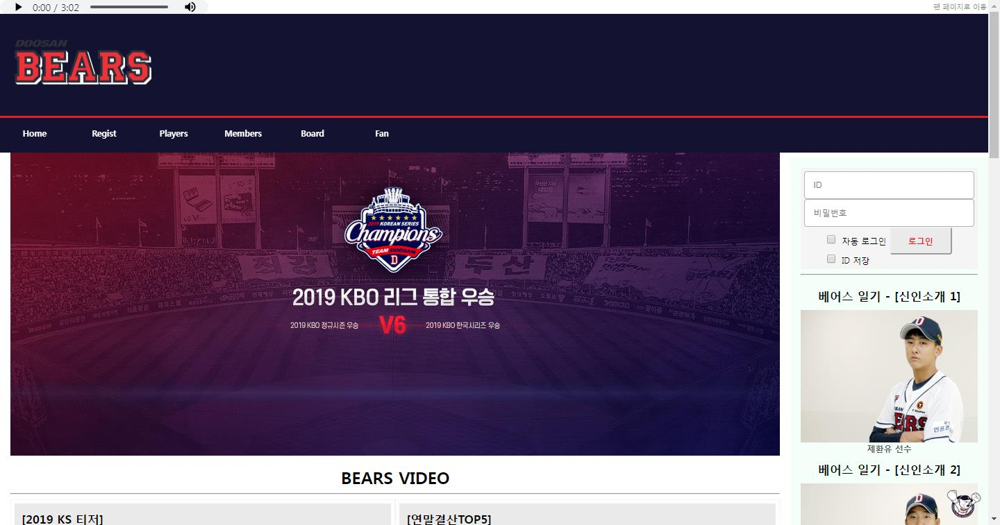 0:00 / 3:02
팬 페이지로 이동
DOOSAN
BEARS
Home Regist Players Members Board Fan
LG V
최강
두산
2019 KOREAN SERIES
Champions
TEAM DOOSAN
D
2019 KBO 리그 통합 우승
2019 KBO 정규시즌 우승 V6 2019 KBO 한국시리즈 우승
BEARS VIDEO
[2019 KS 티저]
[연말결산TOP5]
ID
비밀번호
자동 로그인
로그인
ID 저장
베어스 일기 - [신인소개 1]
제환유 선수
베어스 일기 - [신인소개 2]